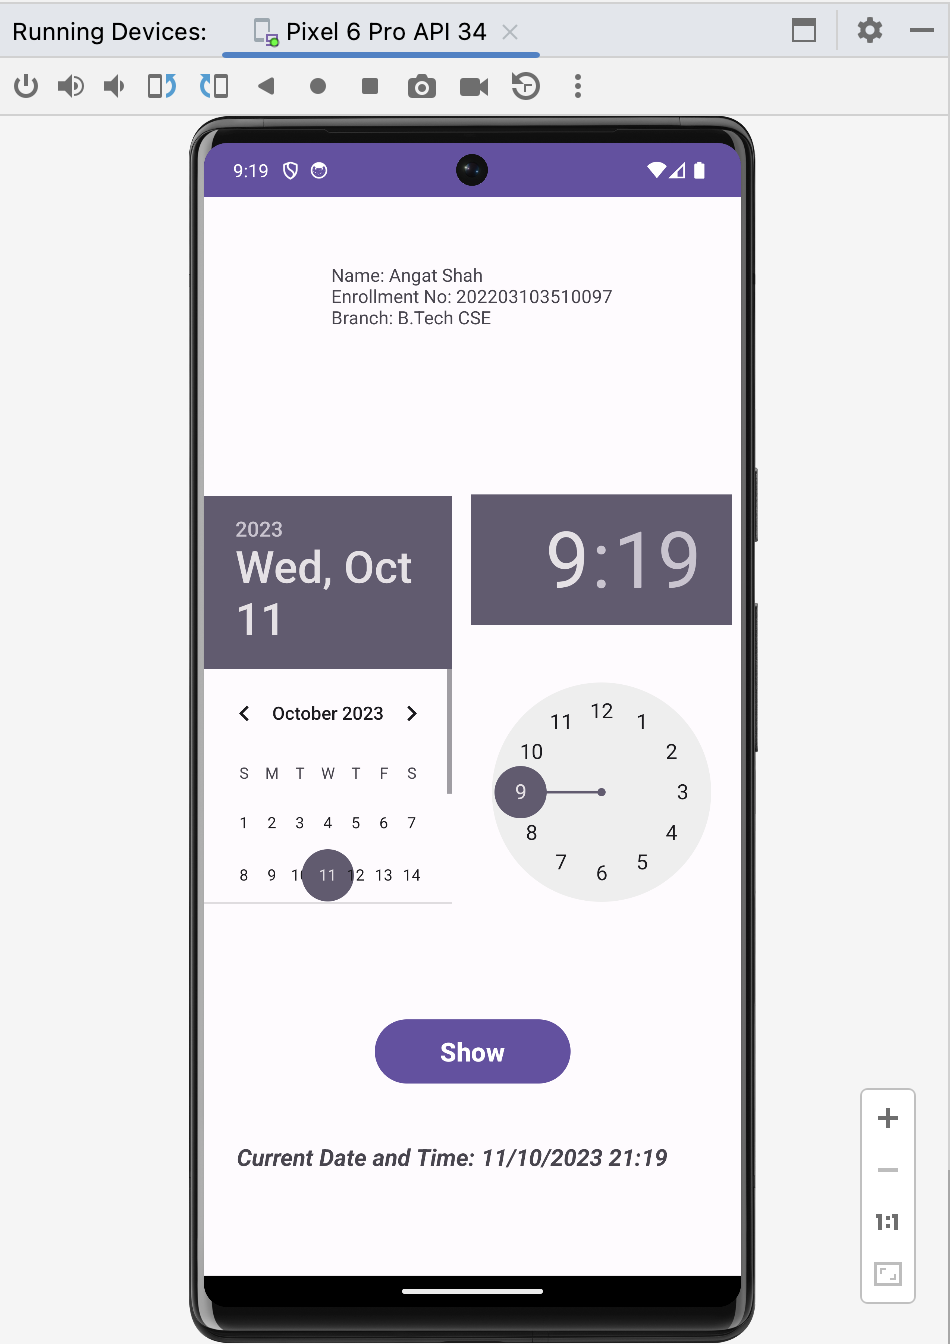 Running Devices: Pixel 6 Pro API 34
9:19
Name: Angat Shah
Enrollment No: 202203103510097
Branch: B.Tech CSE
2023
Wed, Oct
11
9:19
October 2023
S M T W T F S
1 2 3 4 5 6 7
8 9 10 11 12 13 14
12
1
2
3
4
5
6
7
8
9
10
11
Show
Current Date and Time: 11/10/2023 21:19
1:1